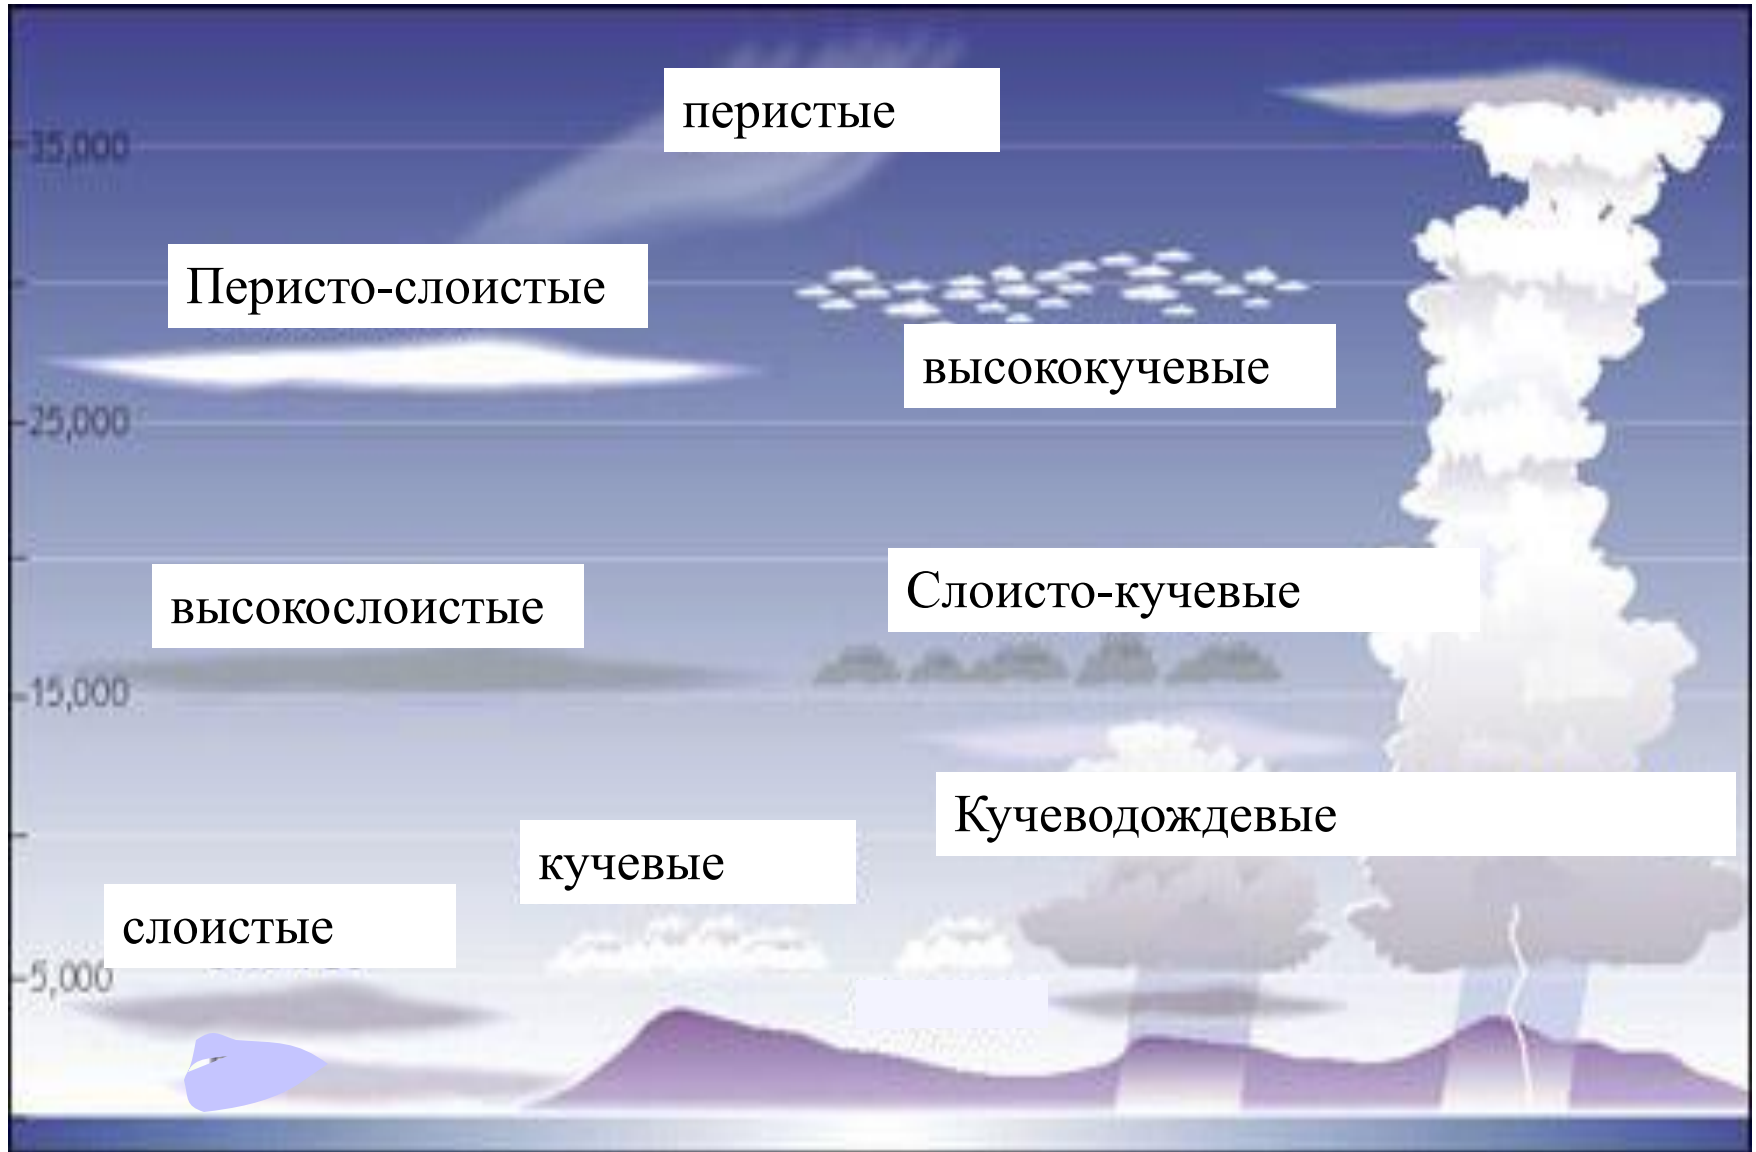 перистые
35,000
Перисто-слоистые
высококучевые
25,000
Слоисто-кучевые
высокослоистые
15,000
Кучеводождевые
кучевые
слоистые
5,000